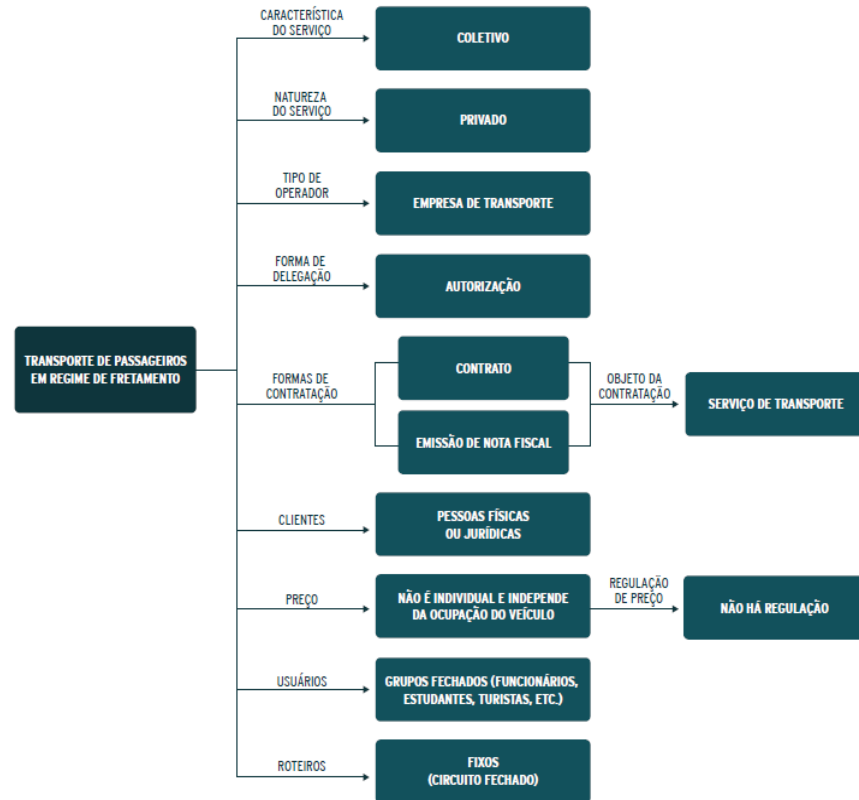 CARACTERÍSTICA
DO SERVIÇO
COLETIVO
NATUREZA
DO SERVIÇO
PRIVADO
TIPO DE
OPERADOR
EMPRESA DE TRANSPORTE
FORMA DE
DELEGAÇÃO
AUTORIZAÇÃO
TRANSPORTE DE PASSAGEIROS
EM REGIME DE FRETAMENTO
FORMAS DE
CONTRATAÇÃO
CONTRATO
EMISSÃO DE NOTA FISCAL
OBJETO DA
CONTRATAÇÃO
SERVIÇO DE TRANSPORTE
CLIENTES
PESSOAS FÍSICAS
OU JURÍDICAS
PREÇO
NÃO É INDIVIDUAL E INDEPENDE
DA OCUPAÇÃO DO VEÍCULO
REGULAÇÃO
DE PREÇO
NÃO HÁ REGULAÇÃO
USUÁRIOS
GRUPOS FECHADOS (FUNCIONÁRIOS,
ESTUDANTES, TURISTAS, ETC.)
ROTEIROS
FIXOS
(CIRCUITO FECHADO)